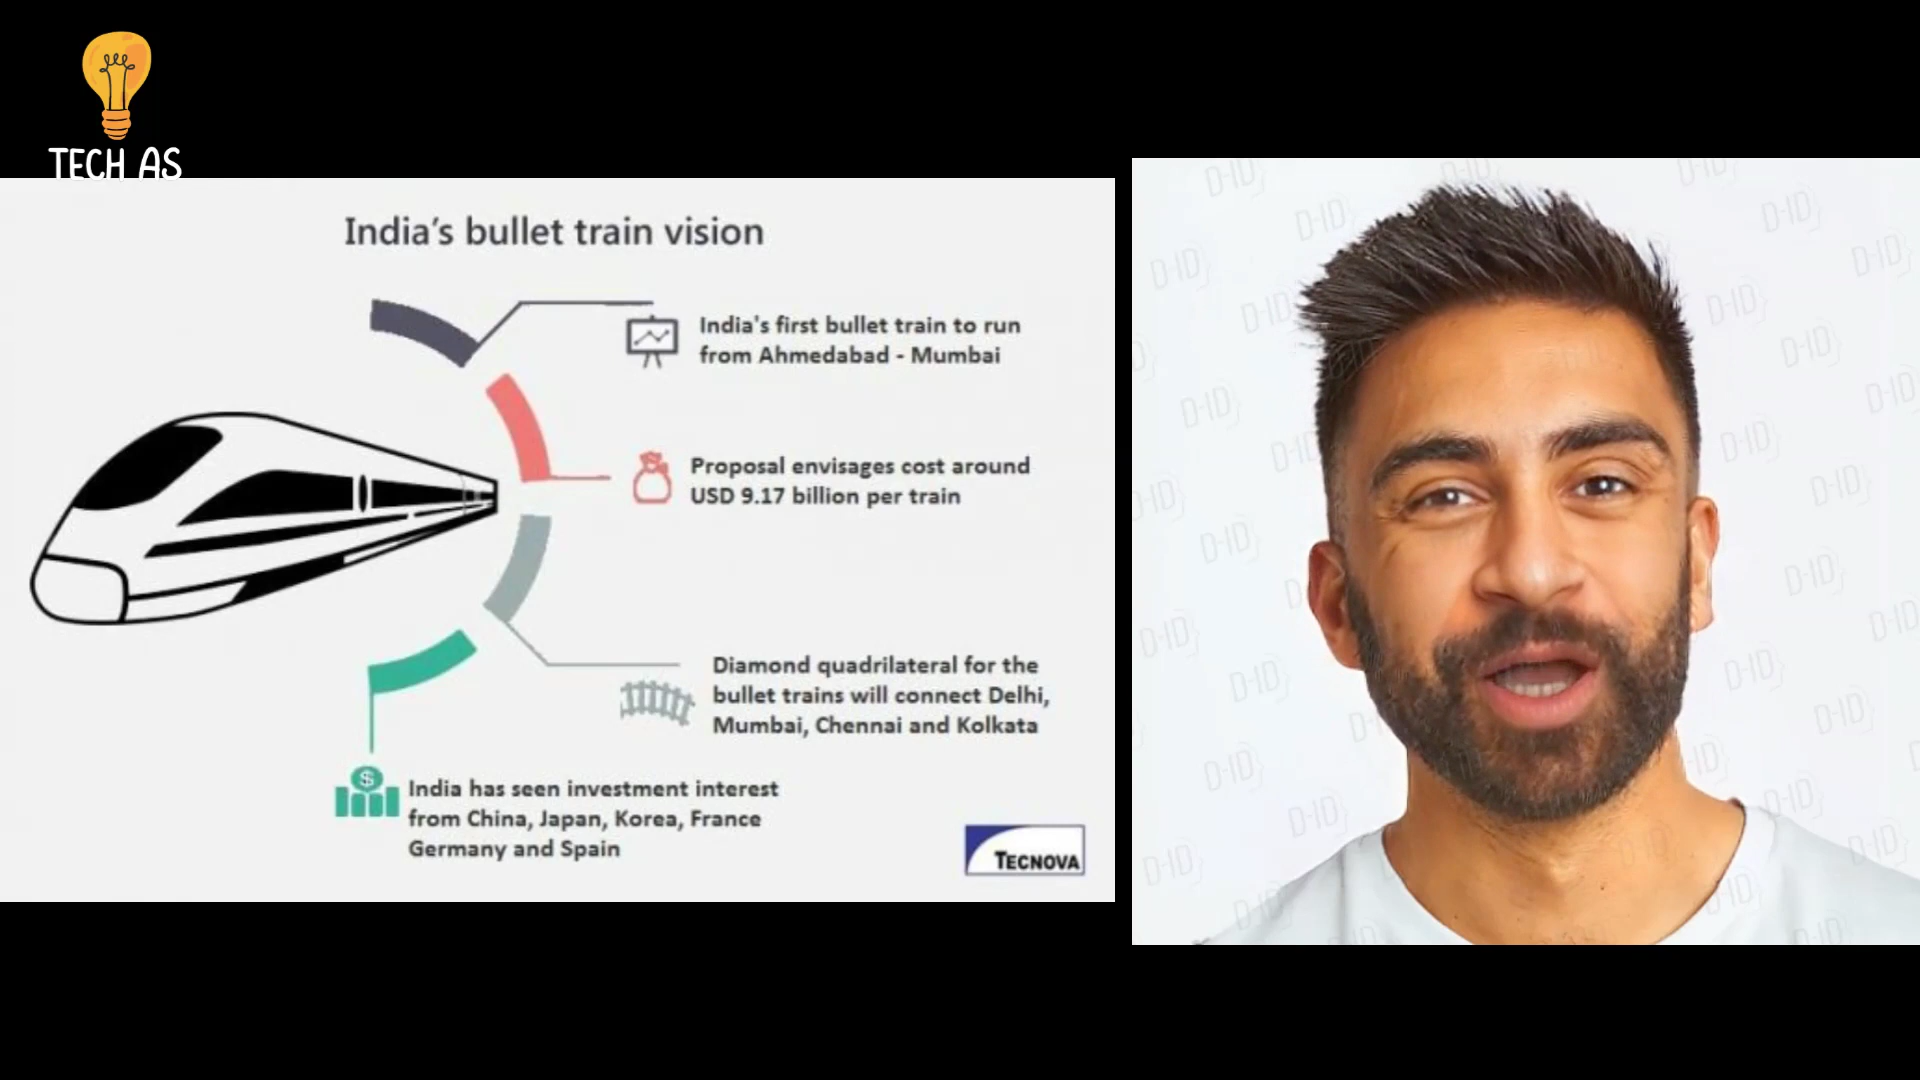 TECH AS
India's bullet train vision
India's first bullet train to run
from Ahmedabad - Mumbai
Proposal envisages cost around
USD 9.17 billion per train
Diamond quadrilateral for the
bullet trains will connect Delhi,
Mumbai, Chennai and Kolkata
$
India has seen investment interest
from China, Japan, Korea, France
Germany and Spain
TECNOVA
D-ID